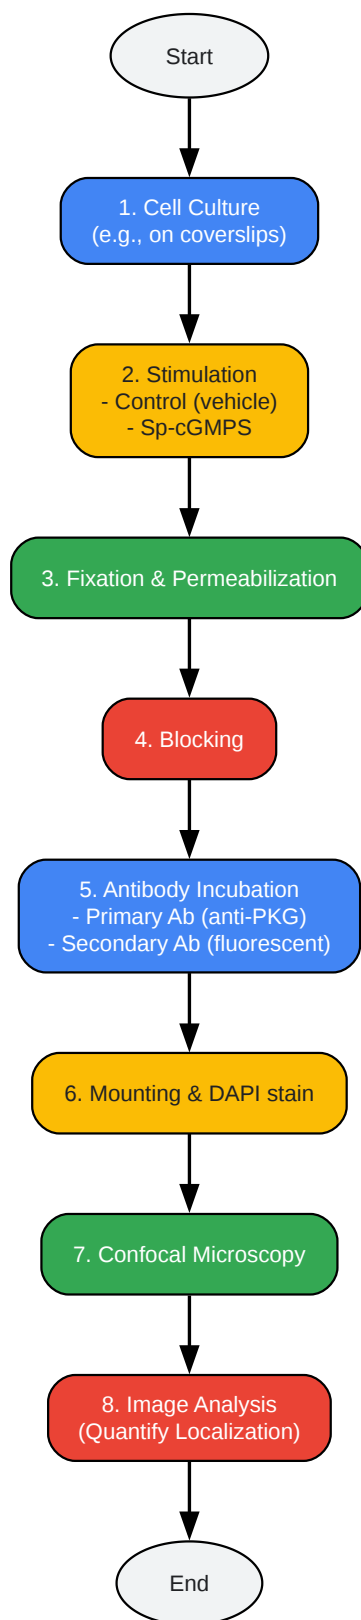 Start
1. Cell Culture
(e.g., on coverslips)
2. Stimulation
- Control (vehicle)
- Sp-cGMPS
3. Fixation & Permeabilization
4. Blocking
5. Antibody Incubation
- Primary Ab (anti-PKG)
- Secondary Ab (fluorescent)
6. Mounting & DAPI stain
7. Confocal Microscopy
8. Image Analysis
(Quantify Localization)
End